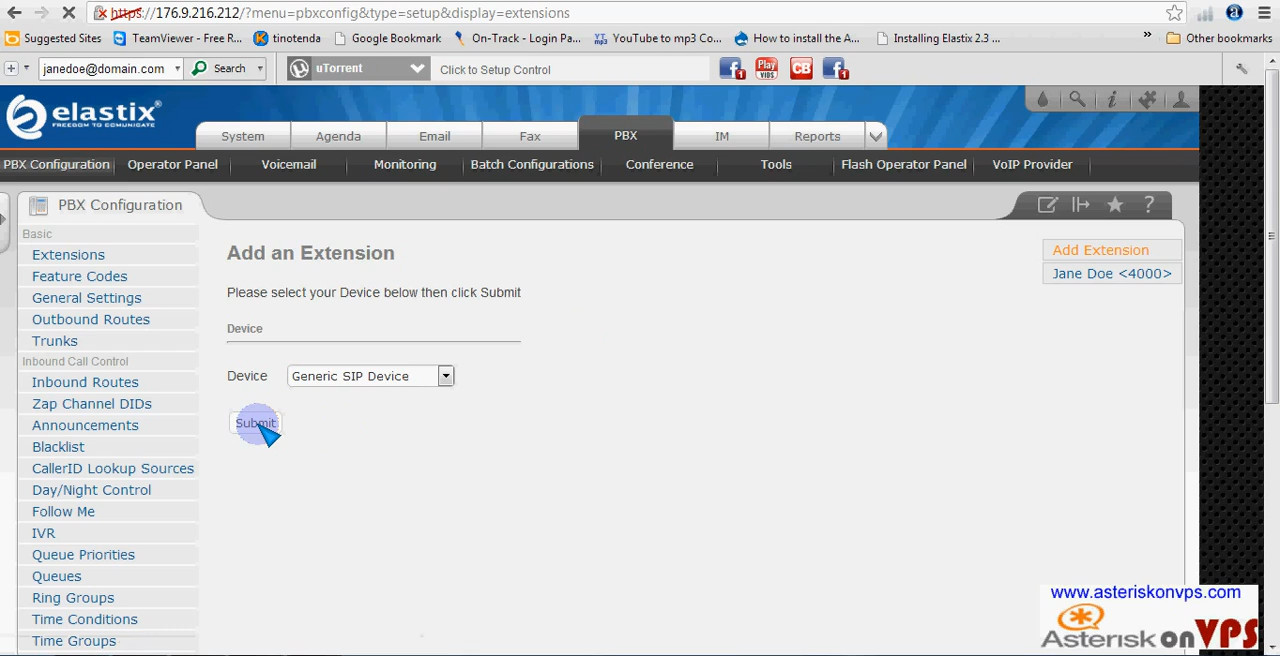 https://176.9.216.212/?menu=pbxconfig&type=setup&display=extensions
Suggested Sites TeamViewer - Free R... tinotenda Google Bookmark On-Track - Login Pa... YouTube to mp3 Co... How to install the A... Installing Elastix 2.3 ... » Other bookmarks
janedoe@domain.com Search uTorrent Click to Setup Control 1 Play VIDS CB 1
elastix®
FREEDOM TO COMUNICATE
System Agenda Email Fax PBX IM Reports
PBX Configuration Operator Panel Voicemail Monitoring Batch Configurations Conference Tools Flash Operator Panel VoIP Provider
PBX Configuration
Basic
Extensions
Feature Codes
General Settings
Outbound Routes
Trunks
Inbound Call Control
Inbound Routes
Zap Channel DIDs
Announcements
Blacklist
CallerID Lookup Sources
Day/Night Control
Follow Me
IVR
Queue Priorities
Queues
Ring Groups
Time Conditions
Time Groups
Add an Extension
Please select your Device below then click Submit
Device
Device Generic SIP Device
Submit
Add Extension
Jane Doe <4000>
www.asteriskonvps.com
Asterisk on VPS